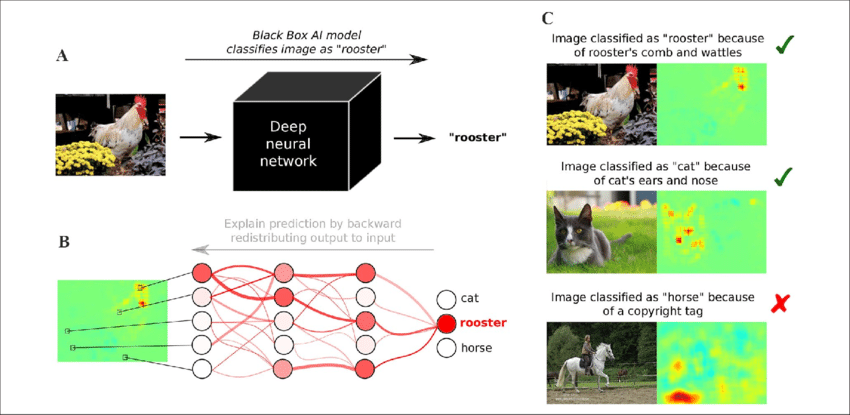 A
Black Box AI model
classifies image as "rooster"
Deep
neural
network
"rooster"
B
Explain prediction by backward
redistributing output to input
cat
rooster
horse
C
Image classified as "rooster" because
of rooster's comb and wattles
Image classified as "cat" because
of cat's ears and nose
Image classified as "horse" because
of a copyright tag